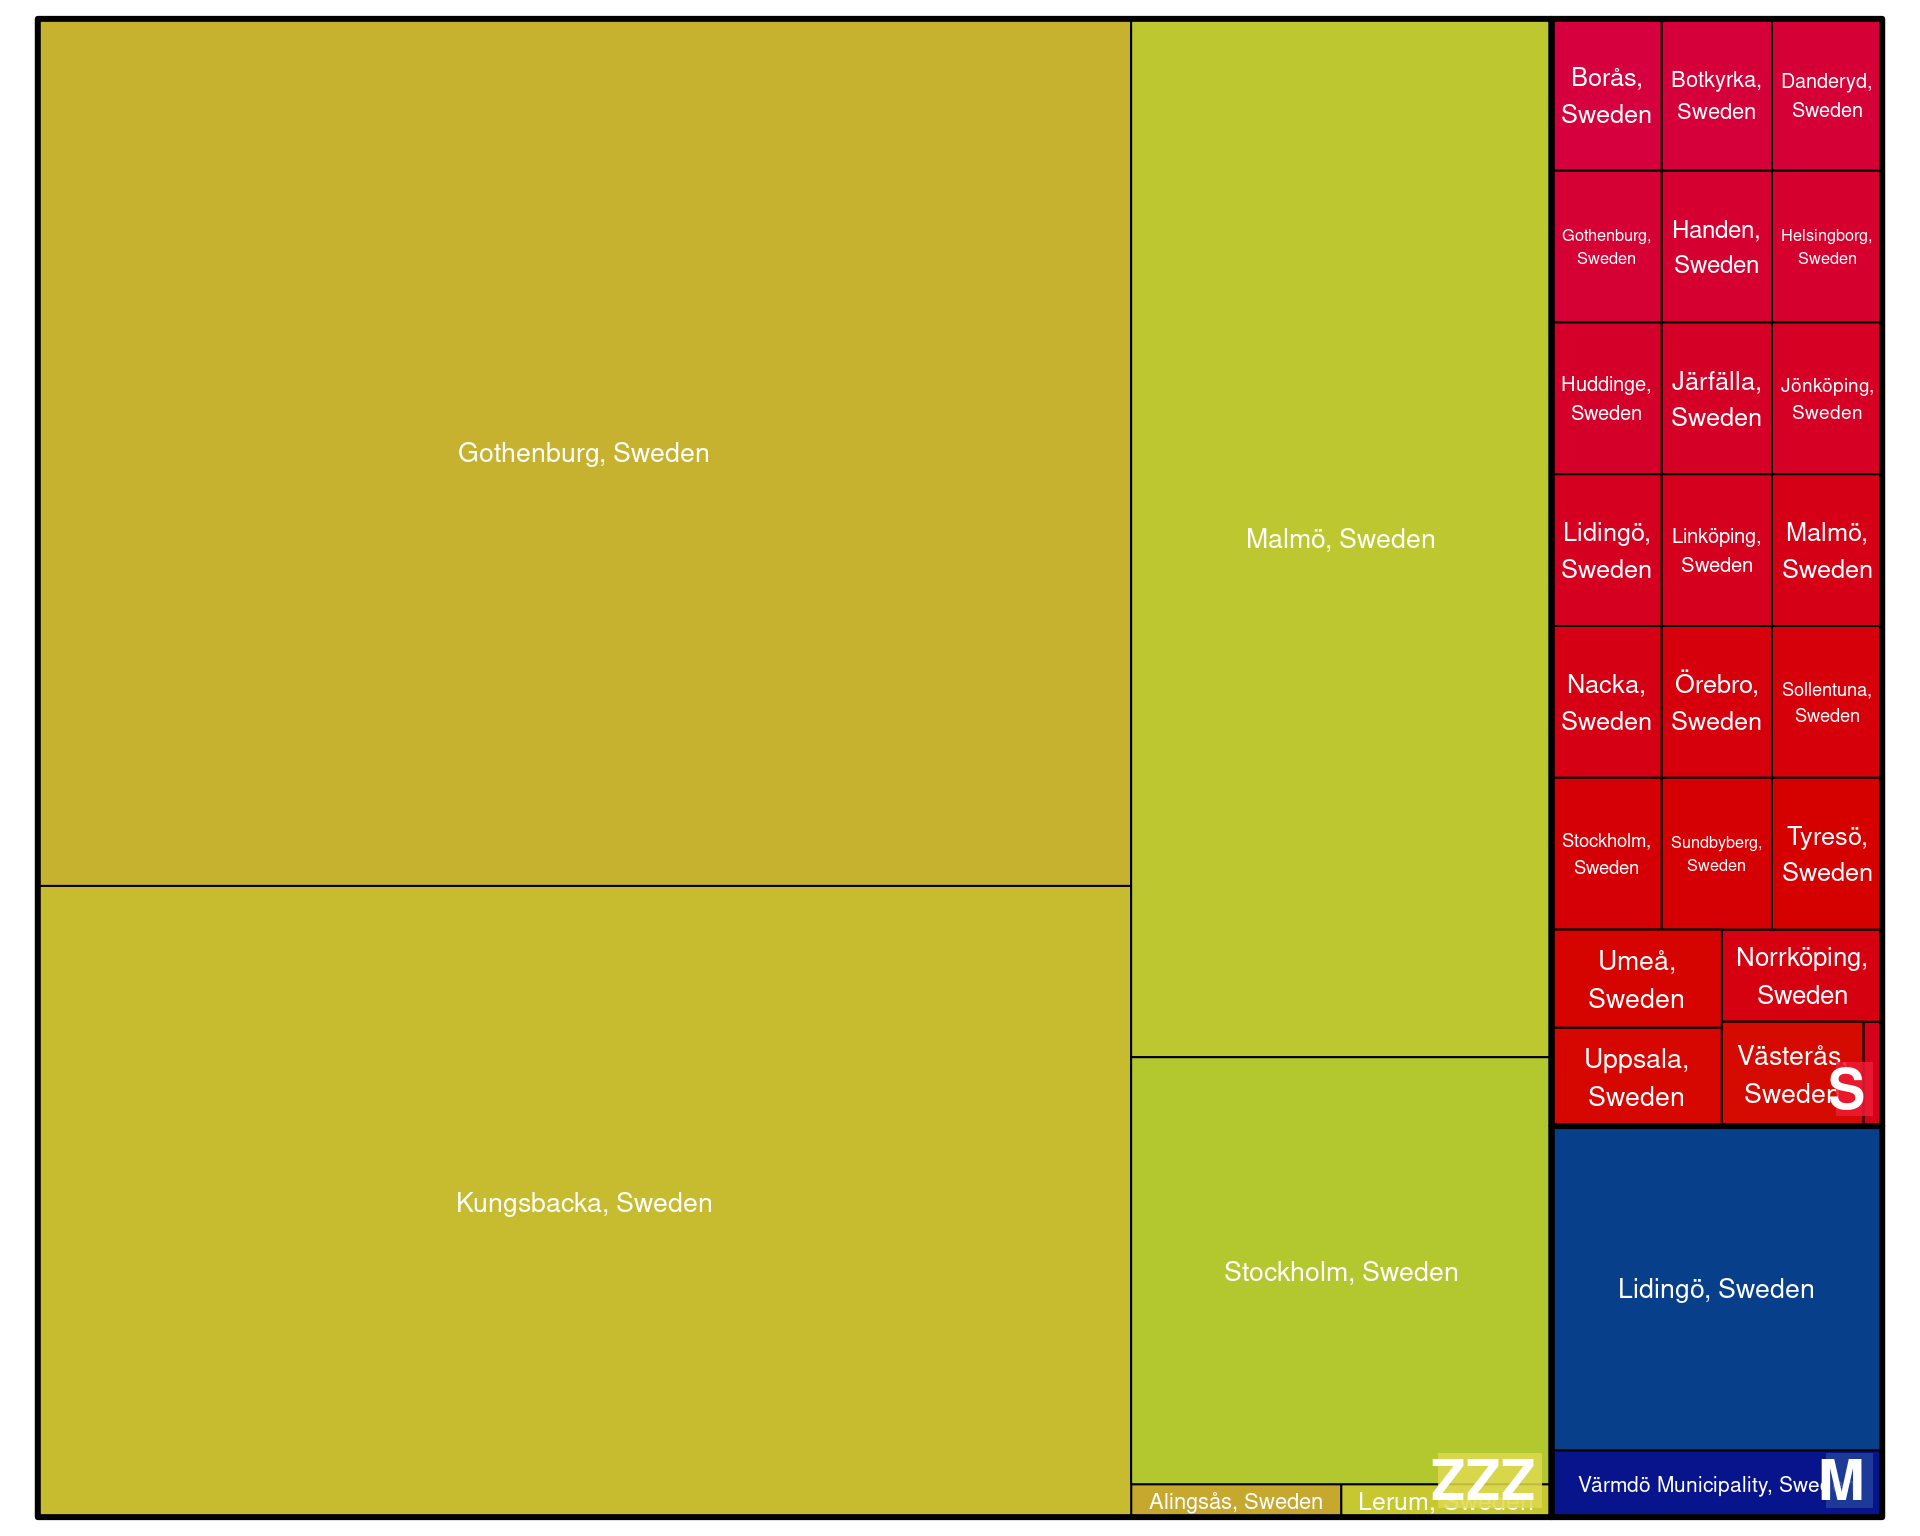 Gothenburg, Sweden
Kungsbacka, Sweden
Malmö, Sweden
Stockholm, Sweden
Alingsås, Sweden
Lerum, Sweden
ZZZ
Borås,
Sweden
Botkyrka,
Sweden
Danderyd,
Sweden
Gothenburg,
Sweden
Handen,
Sweden
Helsingborg,
Sweden
Huddinge,
Sweden
Järfälla,
Sweden
Jönköping,
Sweden
Lidingö,
Sweden
Linköping,
Sweden
Malmö,
Sweden
Nacka,
Sweden
Örebro,
Sweden
Sollentuna,
Sweden
Stockholm,
Sweden
Sundbyberg,
Sweden
Tyresö,
Sweden
Umeå,
Sweden
Norrköping,
Sweden
Uppsala,
Sweden
Västerås,
Sweden
S
Lidingö, Sweden
Värmdö Municipality, Sweden
M